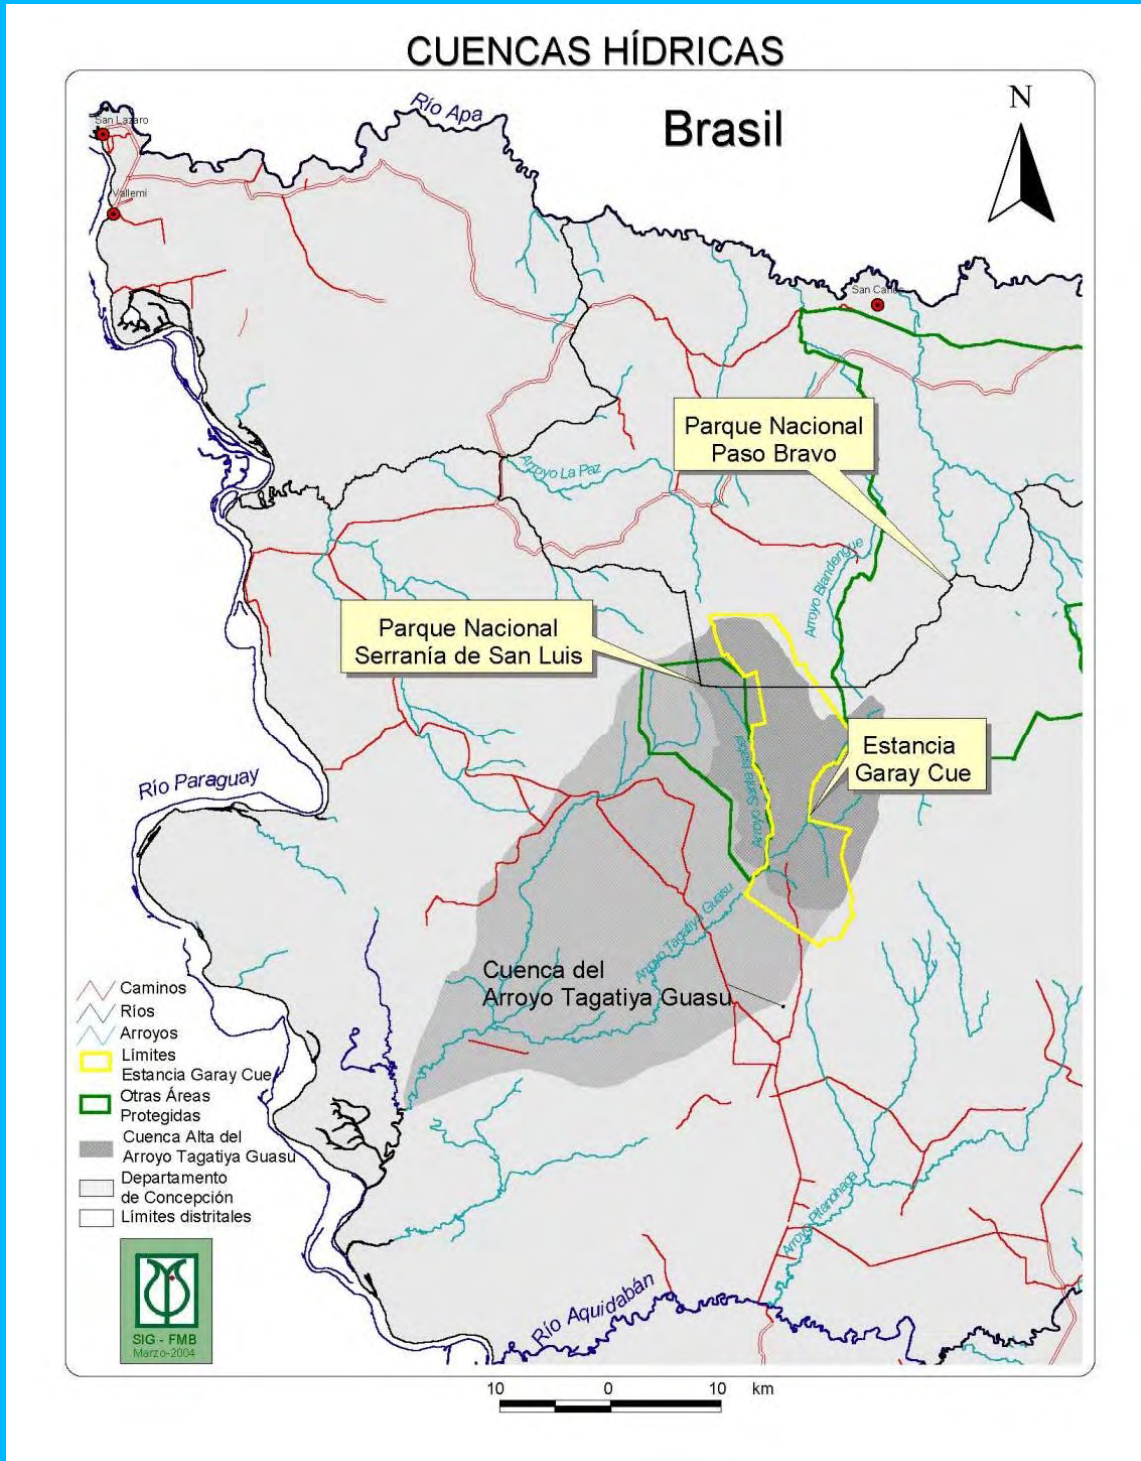 CUENCAS HÍDRICAS
Río Apa
Brasil
N
San Lazaro
Vallemi
San Carlos
Parque Nacional
Paso Bravo
Arroyo La Paz
Arroyo Blandengue
Parque Nacional
Serranía de San Luis
Estancia
Garay Cue
Arroyo Santa Isabel
Río Paraguay
Arroyo Tagatiya Guasu
Cuenca del
Arroyo Tagatiya Guasu
Caminos
Ríos
Arroyos
Límites
Estancia Garay Cue
Otras Áreas
Protegidas
Cuenca Alta del
Arroyo Tagatiya Guasu
Departamento
de Concepción
Límites distritales
Arroyo Pitanohaga
Río Aquidabán
SIG - FMB
Marzo-2004
10 0 10 km